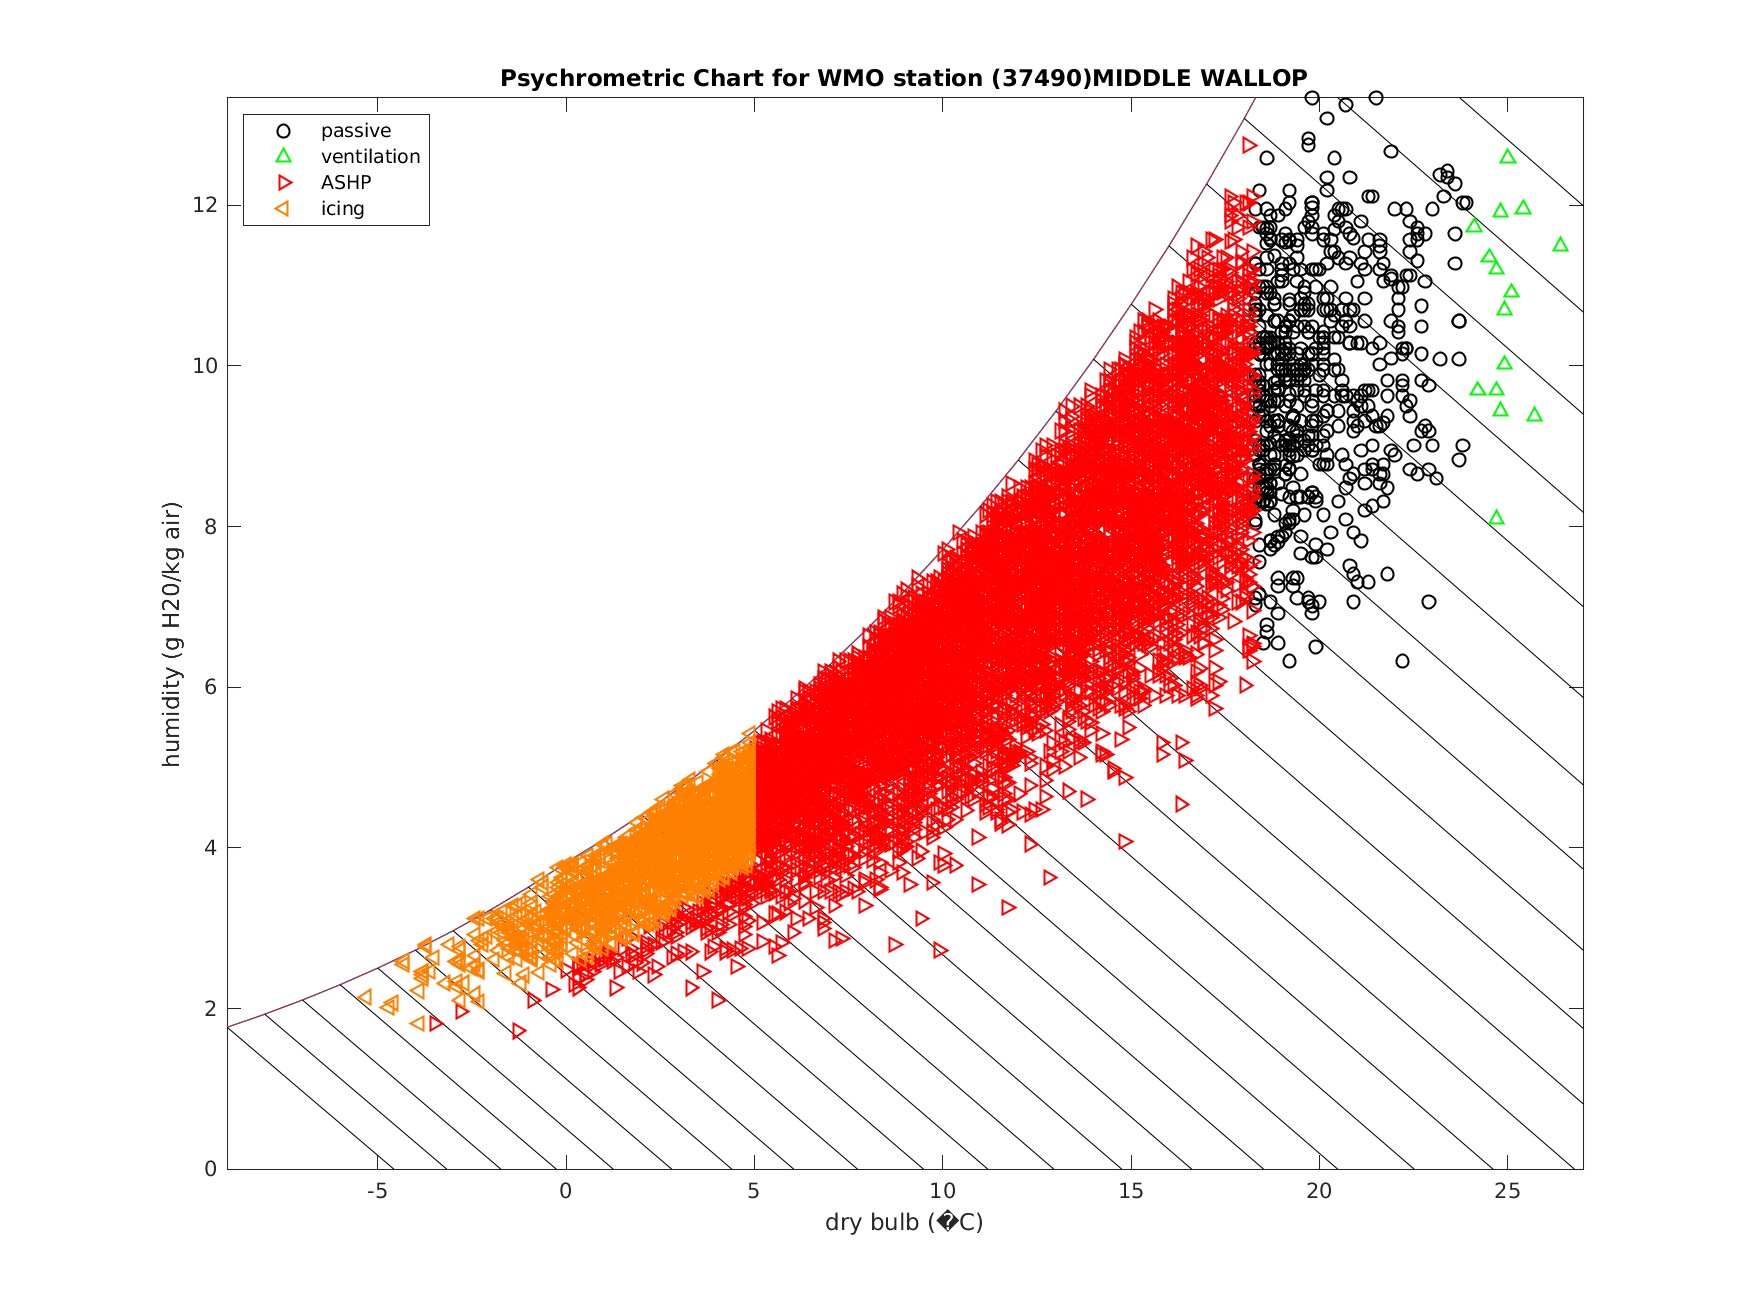 Psychrometric Chart for WMO station (37490)MIDDLE WALLOP
passive
ventilation
ASHP
icing
humidity (g H20/kg air)
12
10
8
6
4
2
0
-5 0 5 10 15 20 25
dry bulb (�C)